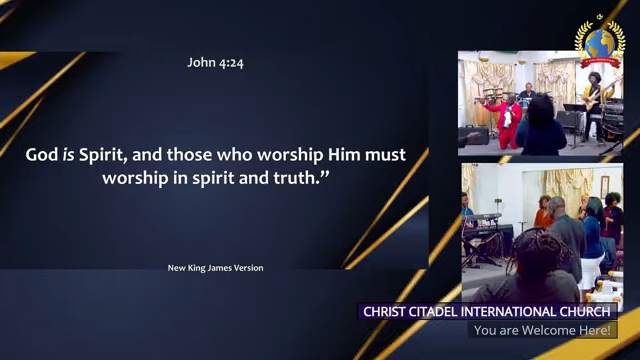 John 4:24
God is Spirit, and those who worship Him must
worship in spirit and truth.”
New King James Version
CHRIST CITADEL INTERNATIONAL CHURCH
You are Welcome Here!